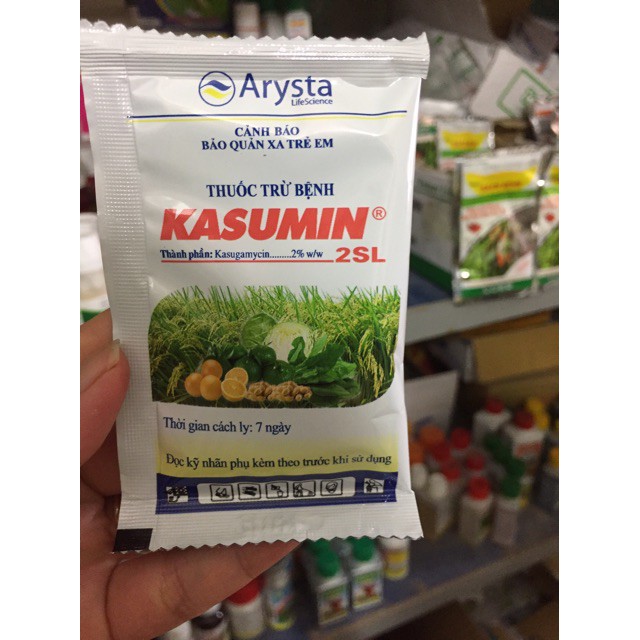 Arysta
LifeScience
CẢNH BÁO
BẢO QUẢN XA TRẺ EM
THUỐC TRỪ BỆNH
KASUMIN®
Thành phần: Kasugamycin.........2% w/w 2SL
Thời gian cách ly: 7 ngày
Đọc kỹ nhãn phụ kèm theo trước khi sử dụng